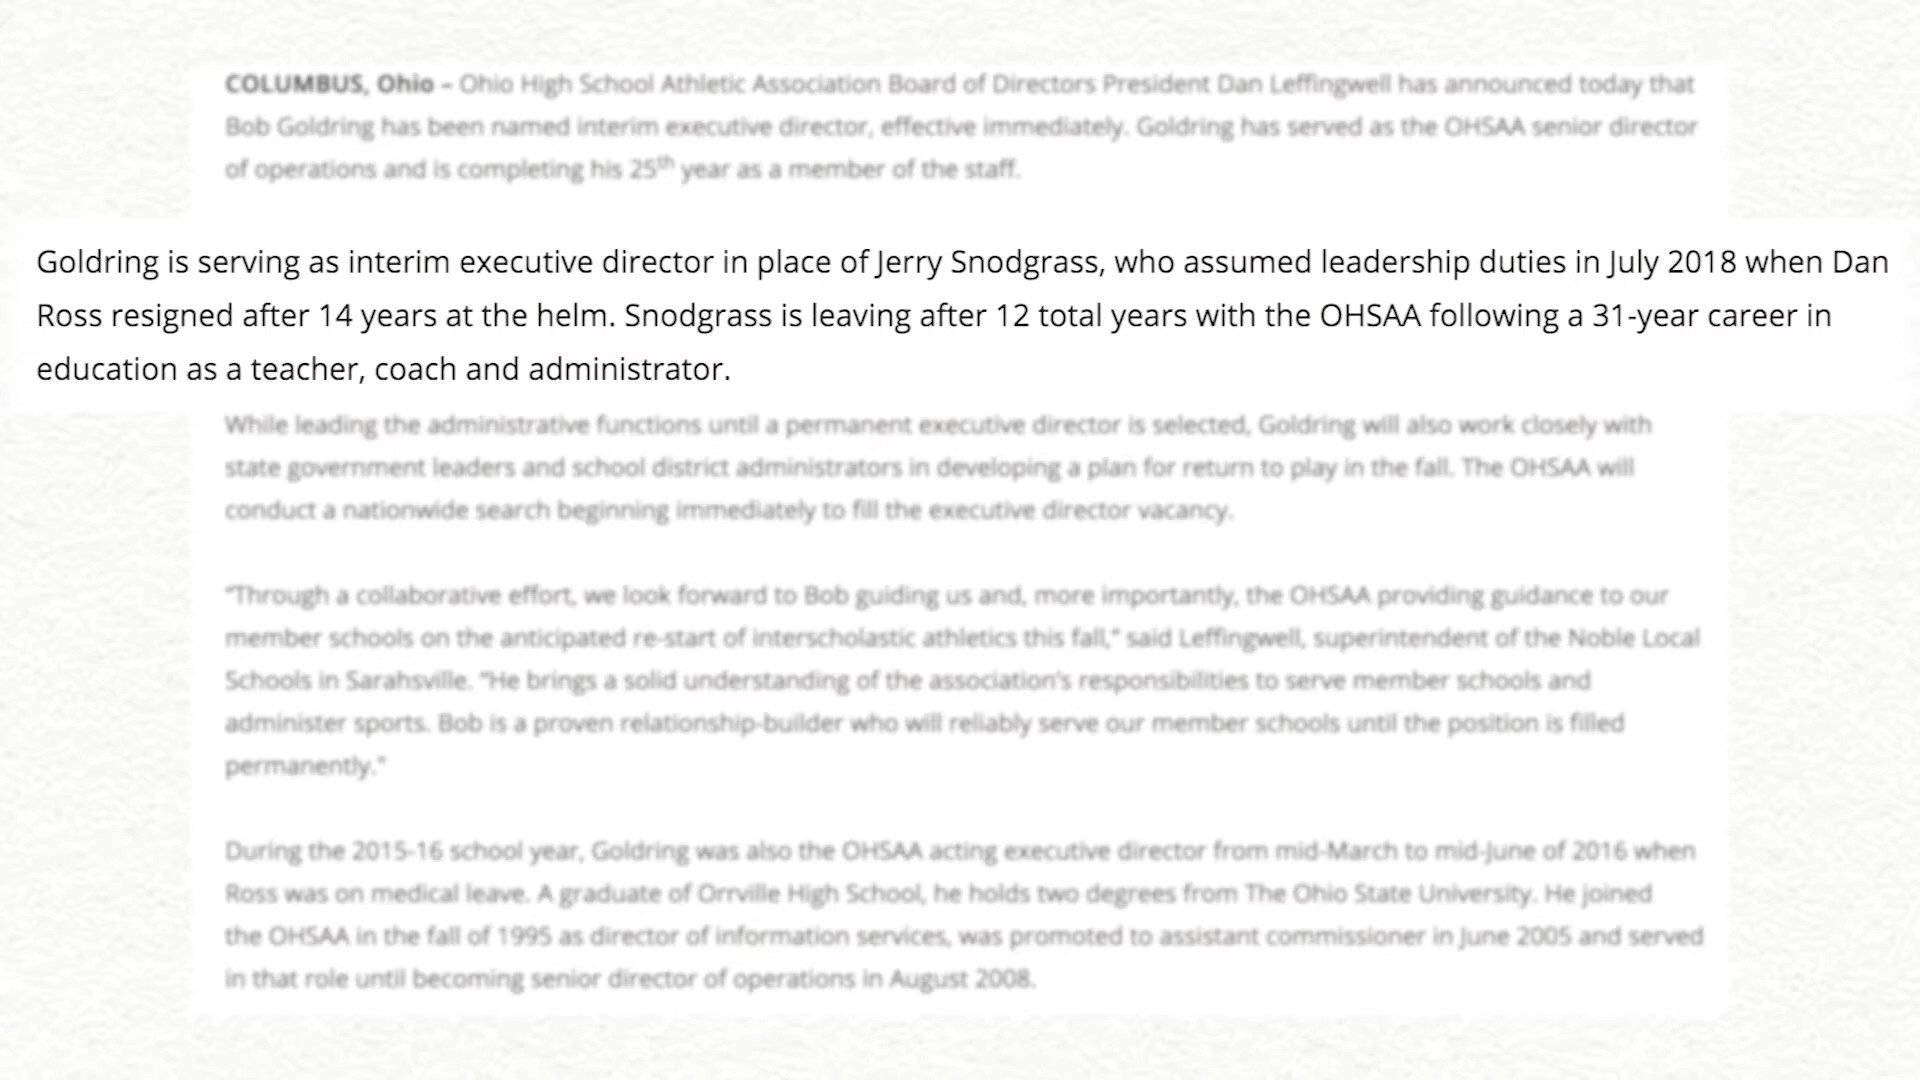 COLUMBUS, Ohio – Ohio High School Athletic Association Board of Directors President Dan Leffingwell has announced today that
Bob Goldring has been named interim executive director, effective immediately. Goldring has served as the OHSAA senior director
of operations and is completing his 25th year as a member of the staff.
Goldring is serving as interim executive director in place of Jerry Snodgrass, who assumed leadership duties in July 2018 when Dan
Ross resigned after 14 years at the helm. Snodgrass is leaving after 12 total years with the OHSAA following a 31-year career in
education as a teacher, coach and administrator.
While leading the administrative functions until a permanent executive director is selected, Goldring will also work closely with
state government leaders and school district administrators in developing a plan for return to play in the fall. The OHSAA will
conduct a nationwide search beginning immediately to fill the executive director vacancy.
“Through a collaborative effort, we look forward to Bob guiding us and, more importantly, the OHSAA providing guidance to our
member schools on the anticipated re-start of interscholastic athletics this fall,” said Leffingwell, superintendent of the Noble Local
Schools in Sarahsville. “He brings a solid understanding of the association’s responsibilities to serve member schools and
administer sports. Bob is a proven relationship-builder who will reliably serve our member schools until the position is filled
permanently.”
During the 2015-16 school year, Goldring was also the OHSAA acting executive director from mid-March to mid-June of 2016 when
Ross was on medical leave. A graduate of Orrville High School, he holds two degrees from The Ohio State University. He joined
the OHSAA in the fall of 1995 as director of information services, was promoted to assistant commissioner in June 2005 and served
in that role until becoming senior director of operations in August 2008.